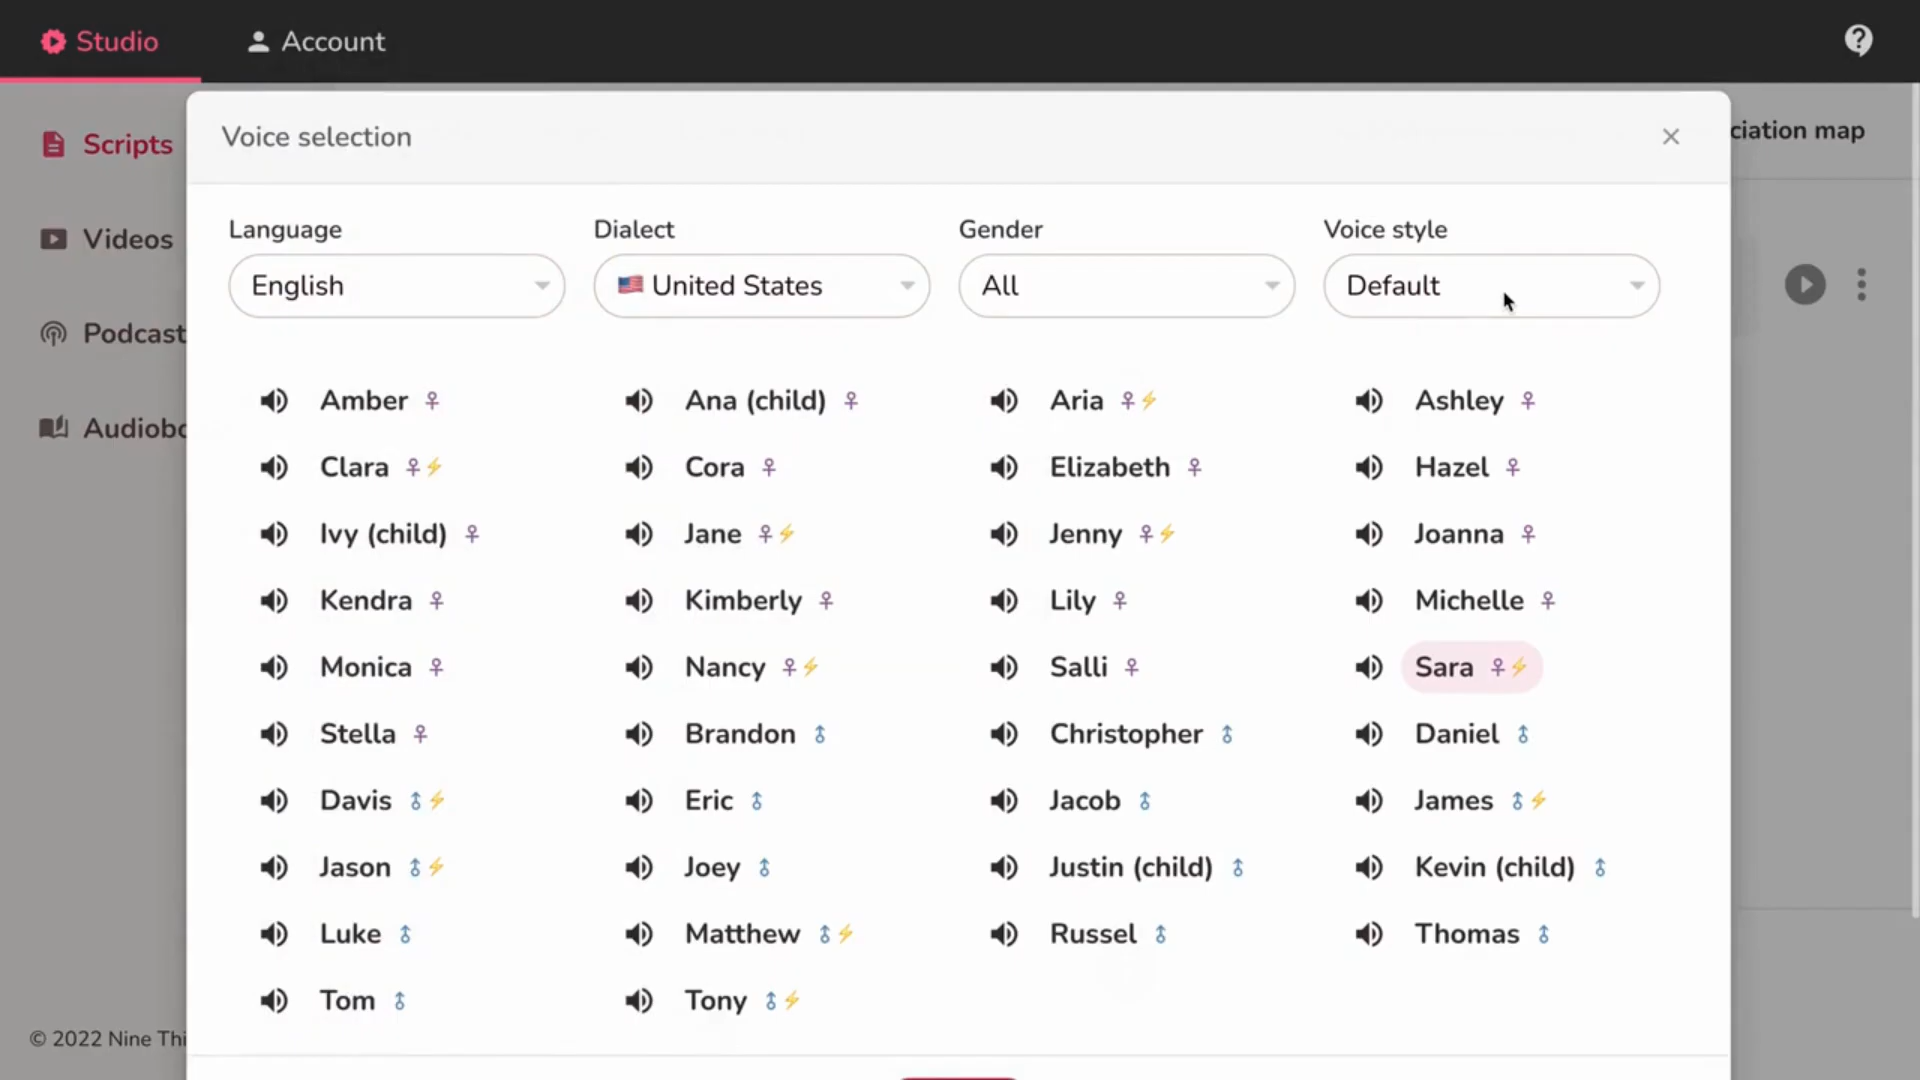 Studio
Account
Scripts
Videos
Podcast
Audiobo
ciation map
Voice selection
Language
Dialect
Gender
Voice style
English
United States
All
Default
Amber
Ana (child)
Aria
Ashley
Clara
Cora
Elizabeth
Hazel
Ivy (child)
Jane
Jenny
Joanna
Kendra
Kimberly
Lily
Michelle
Monica
Nancy
Salli
Sara
Stella
Brandon
Christopher
Daniel
Davis
Eric
Jacob
James
Jason
Joey
Justin (child)
Kevin (child)
Luke
Matthew
Russel
Thomas
Tom
Tony
© 2022 Nine Thi